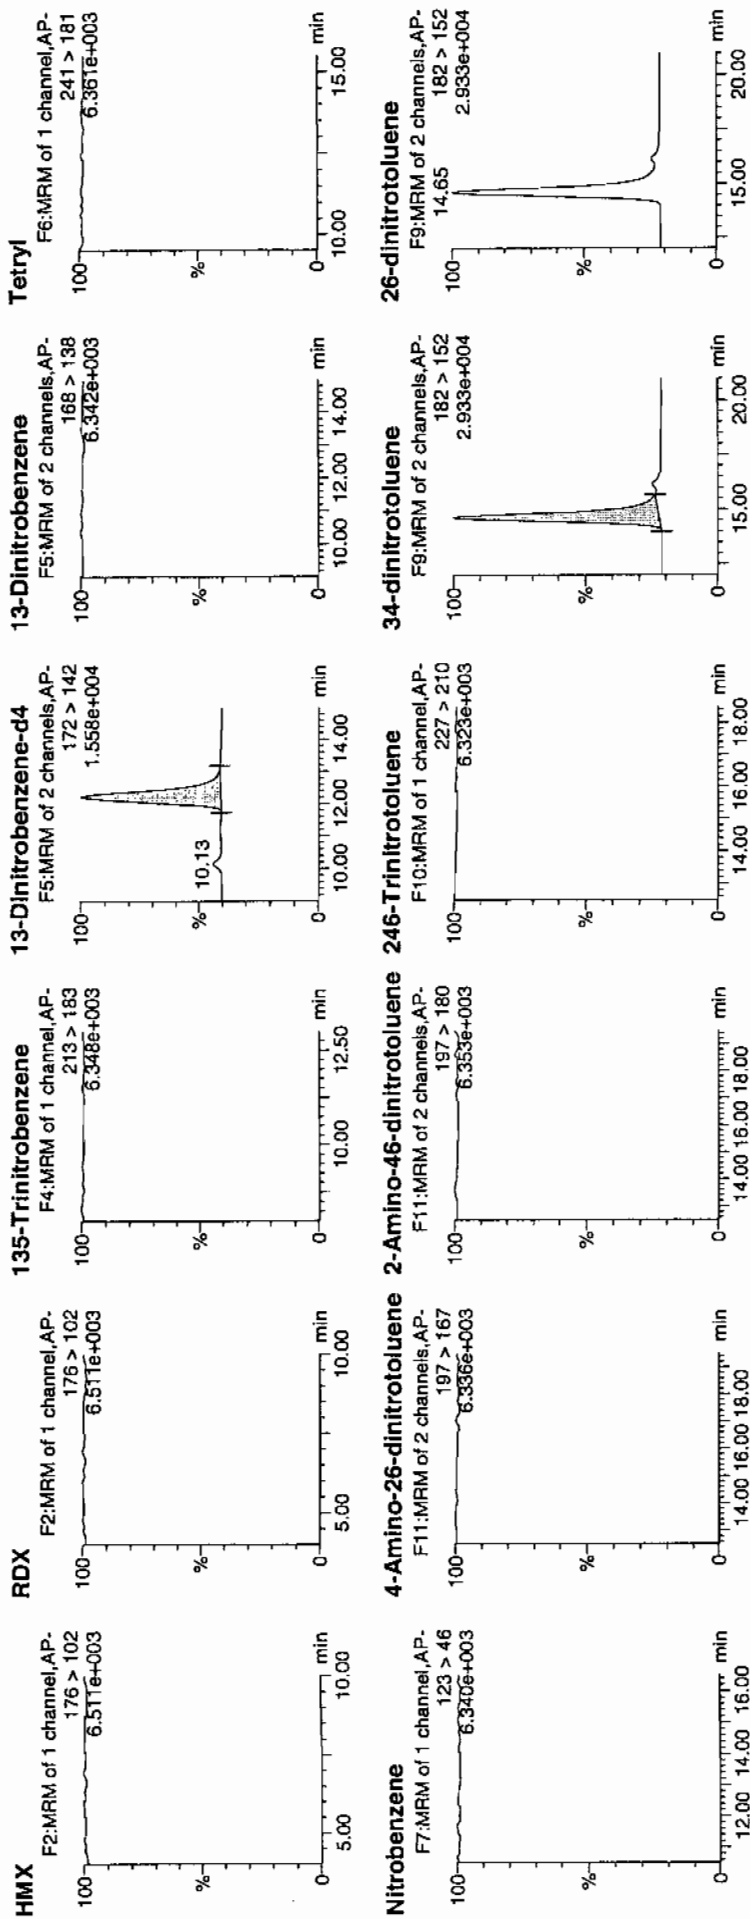 HMX
F2:MRM of 1 channel,AP-
176 > 102
6.511e+003
100
%
0
5.00
10.00
min
RDX
F2:MRM of 1 channel,AP-
176 > 102
6.511e+003
100
%
0
5.00
10.00
min
135-Trinitrobenzene
F4:MRM of 1 channel,AP-
213 > 183
6.348e+003
100
%
0
10.00
12.50
min
13-Dinitrobenzene-d4
F5:MRM of 2 channels,AP-
172 > 142
1.558e+004
100
10.13
%
0
10.00
12.00
14.00
min
13-Dinitrobenzene
F5:MRM of 2 channels,AP-
168 > 138
6.342e+003
100
%
0
10.00
12.00
14.00
min
Tetryl
F6:MRM of 1 channel,AP-
241 > 181
6.361e+003
100
%
0
10.00
15.00
min
Nitrobenzene
F7:MRM of 1 channel,AP-
123 > 46
6.340e+003
100
%
0
12.00
14.00
16.00
min
4-Amino-26-dinitrotoluene
F11:MRM of 2 channels,AP-
197 > 167
6.336e+003
100
%
0
14.00
16.00
18.00
min
2-Amino-46-dinitrotoluene
F11:MRM of 2 channels,AP-
197 > 180
6.353e+003
100
%
0
14.00
16.00
18.00
min
246-Trinitrotoluene
F10:MRM of 1 channel,AP-
227 > 210
6.323e+003
100
%
0
14.00
16.00
18.00
min
34-dinitrotoluene
F9:MRM of 2 channels,AP-
182 > 152
2.933e+004
100
%
0
15.00
20.00
min
26-dinitrotoluene
F9:MRM of 2 channels,AP-
14.65
182 > 152
2.933e+004
100
%
0
15.00
20.00
min